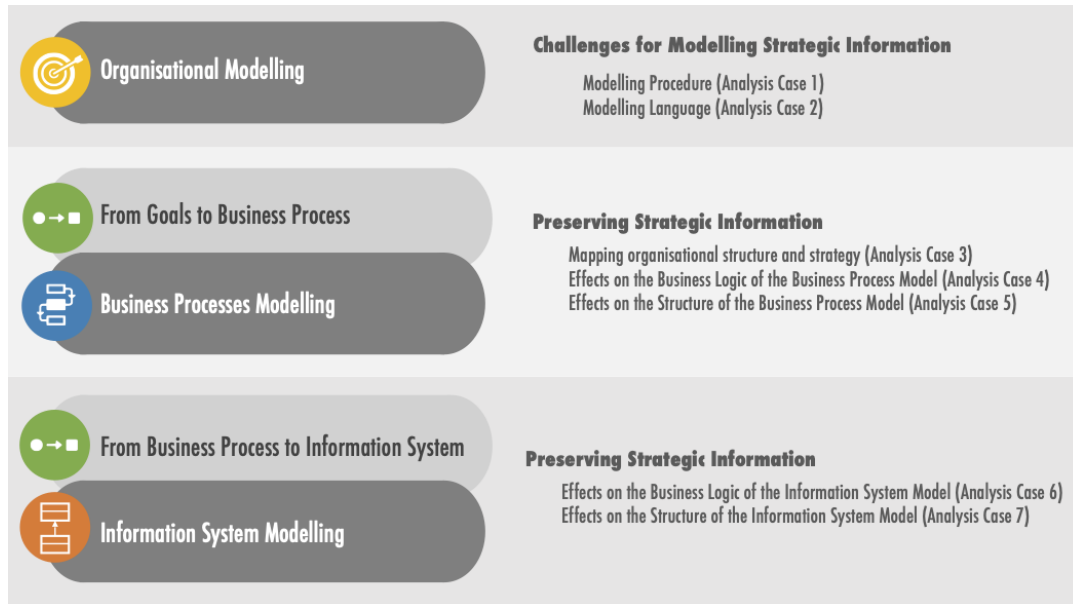 Organisational Modelling
Challenges for Modelling Strategic Information
Modelling Procedure (Analysis Case 1)
Modelling Language (Analysis Case 2)
From Goals to Business Process
Business Processes Modelling
Preserving Strategic Information
Mapping organisational structure and strategy (Analysis Case 3)
Effects on the Business Logic of the Business Process Model (Analysis Case 4)
Effects on the Structure of the Business Process Model (Analysis Case 5)
From Business Process to Information System
Information System Modelling
Preserving Strategic Information
Effects on the Business Logic of the Information System Model (Analysis Case 6)
Effects on the Structure of the Information System Model (Analysis Case 7)